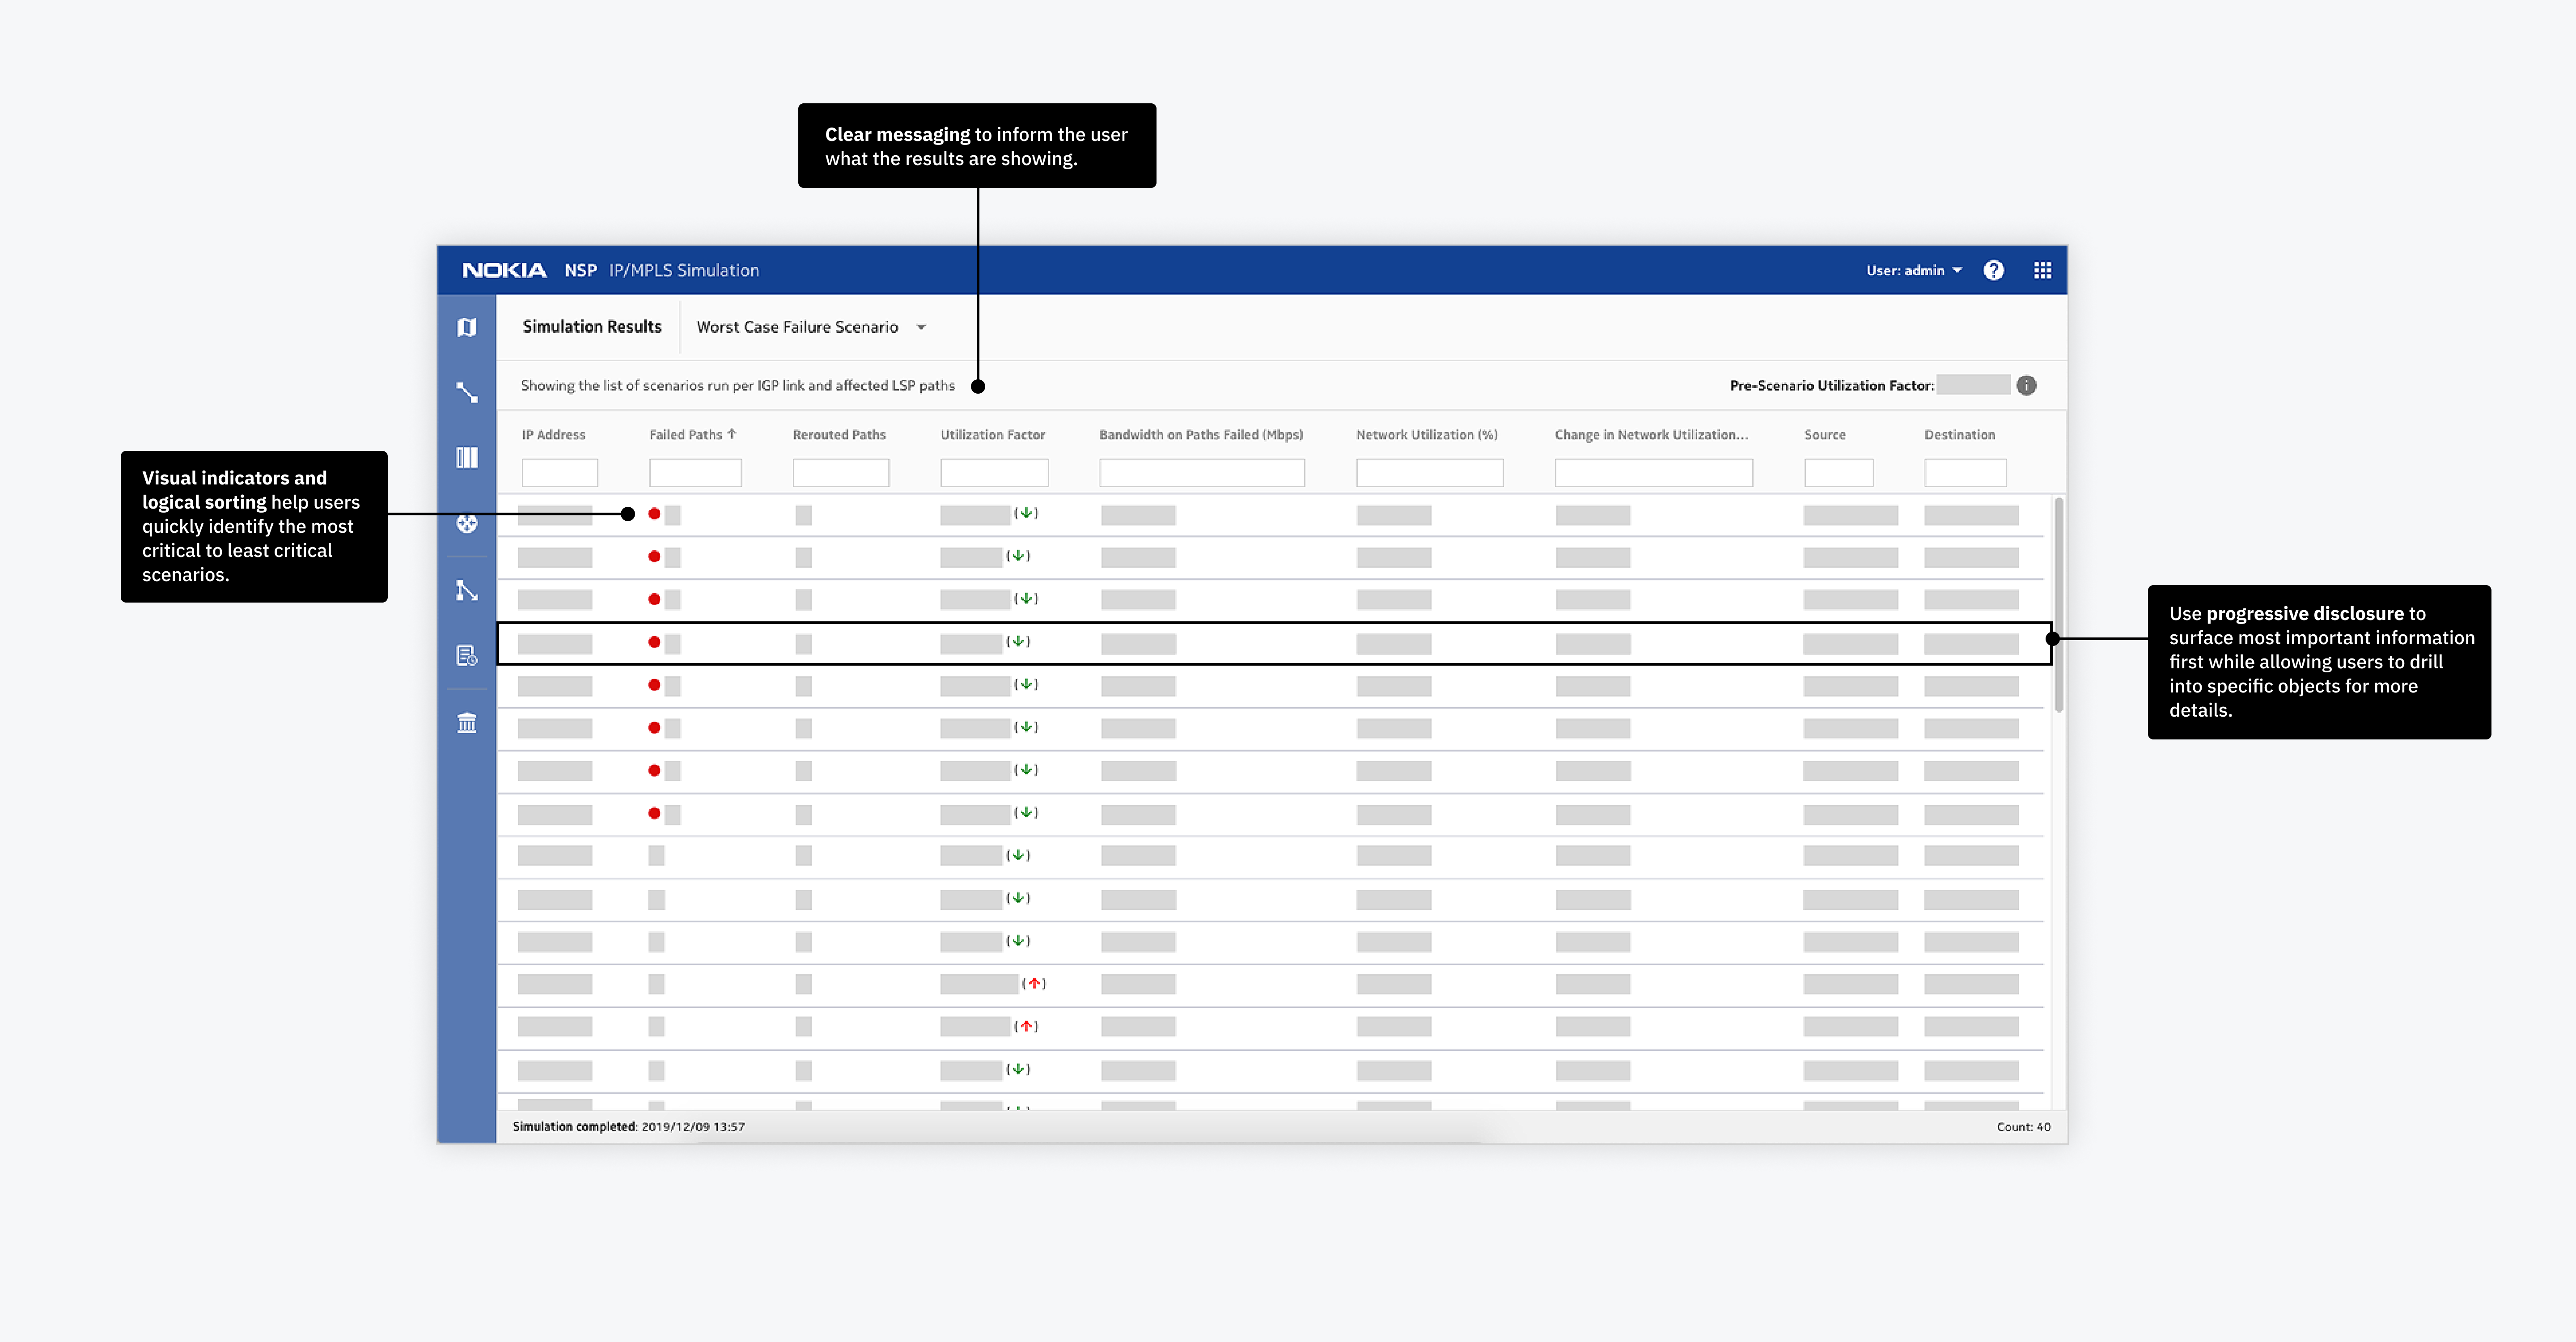 Clear messaging to inform the user
what the results are showing.
NOKIA NSP IP/MPLS Simulation
User: admin
Simulation Results
Worst Case Failure Scenario
Showing the list of scenarios run per IGP link and affected LSP paths
Pre-Scenario Utilization Factor:
IP Address
Failed Paths
Rerouted Paths
Utilization Factor
Bandwidth on Paths Failed (Mbps)
Network Utilization (%)
Change in Network Utilization...
Source
Destination
Visual indicators and
logical sorting help users
quickly identify the most
critical to least critical
scenarios.
Use progressive disclosure to
surface most important information
first while allowing users to drill
into specific objects for more
details.
Simulation completed: 2019/12/09 13:57
Count: 40